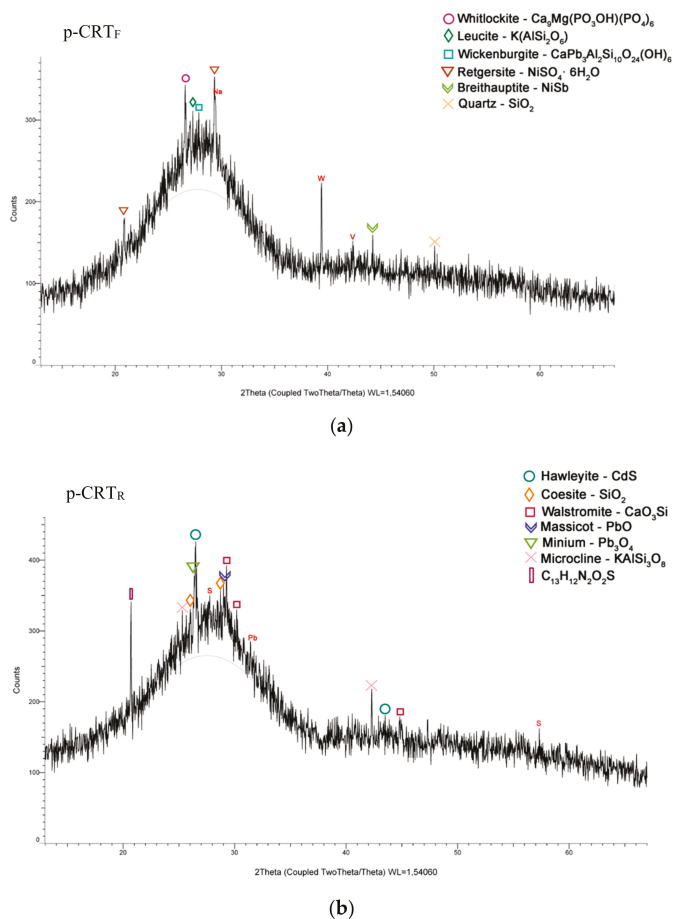 p-CRTF
Whitlockite - Ca9Mg(PO3OH)(PO4)6
Leucite - K(AlSi2O6)
Wickenburgite - CaPb3Al2Si10O24(OH)6
Retgersite - NiSO4· 6H2O
Breithauptite - NiSb
Quartz - SiO2
Na
W
V
Counts
300
200
100
0
20
30
40
50
60
2Theta (Coupled TwoTheta/Theta) WL=1,54060
(a)
p-CRTR
Hawleyite - CdS
Coesite - SiO2
Walstromite - CaO3Si
Massicot - PbO
Minium - Pb3O4
Microcline - KAlSi3O8
C13H12N2O2S
S
Pb
S
Counts
400
300
200
100
0
20
30
40
50
60
2Theta (Coupled TwoTheta/Theta) WL=1,54060
(b)